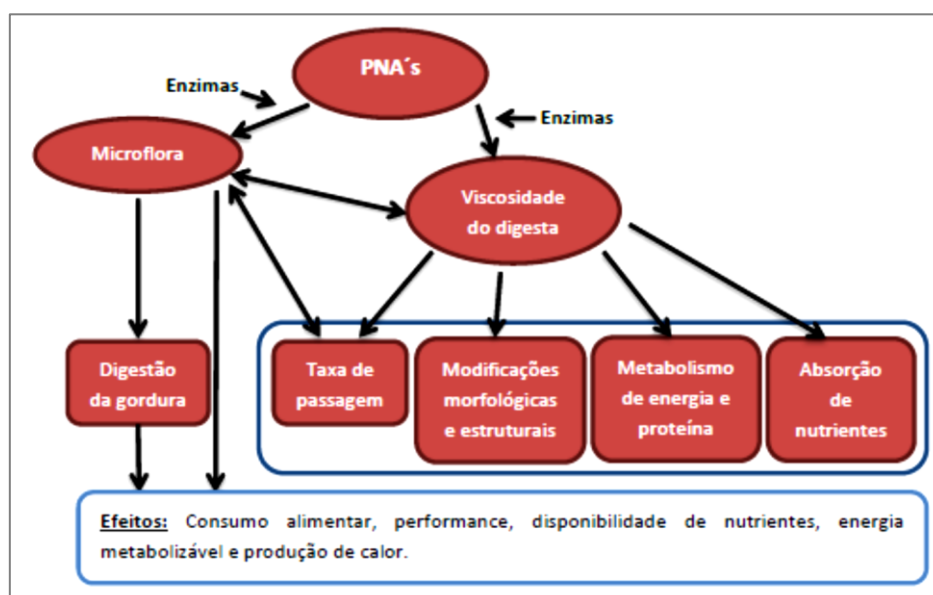 PNA´s
Enzimas
Enzimas
Microflora
Viscosidade
do digesta
Digestão
da gordura
Taxa de
passagem
Modificações
morfológicas
e estruturais
Metabolismo
de energia e
proteína
Absorção
de
nutrientes
Efeitos: Consumo alimentar, performance, disponibilidade de nutrientes, energia
metabolizável e produção de calor.